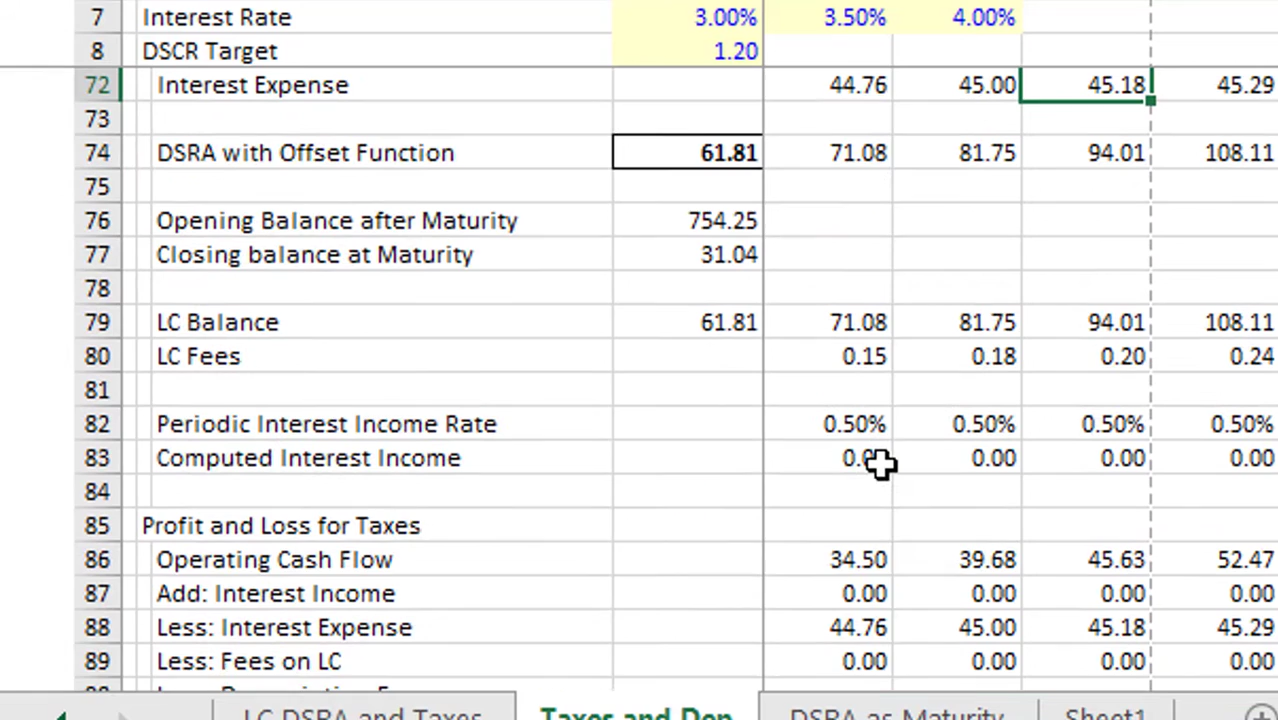 7 Interest Rate 3.00% 3.50% 4.00%
8 DSCR Target 1.20
72 Interest Expense 44.76 45.00 45.18 45.29
73
74 DSRA with Offset Function 61.81 71.08 81.75 94.01 108.11
75
76 Opening Balance after Maturity 754.25
77 Closing balance at Maturity 31.04
78
79 LC Balance 61.81 71.08 81.75 94.01 108.11
80 LC Fees 0.15 0.18 0.20 0.24
81
82 Periodic Interest Income Rate 0.50% 0.50% 0.50% 0.50%
83 Computed Interest Income 0.00 0.00 0.00
84
85 Profit and Loss for Taxes
86 Operating Cash Flow 34.50 39.68 45.63 52.47
87 Add: Interest Income 0.00 0.00 0.00 0.00
88 Less: Interest Expense 44.76 45.00 45.18 45.29
89 Less: Fees on LC 0.00 0.00 0.00 0.00
LC DSRA and Taxes Taxes and Dep DSRA as Maturity Sheet1